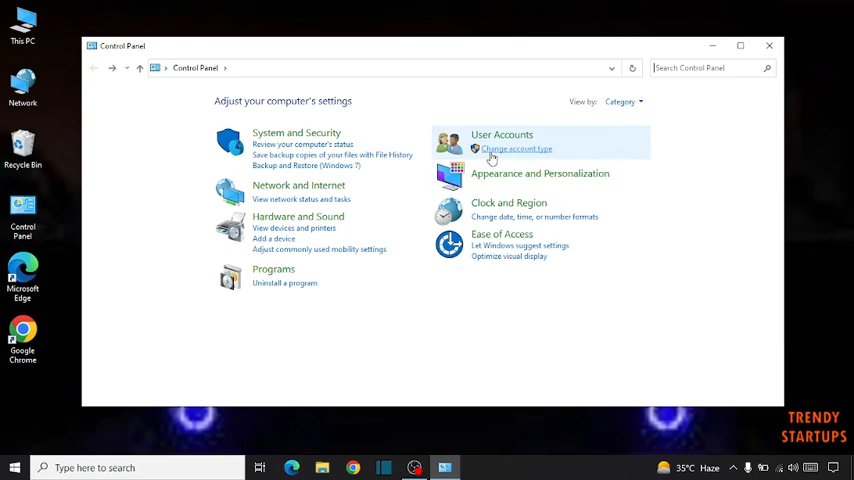 This PC
Network
Recycle Bin
Control
Panel
Microsoft
Edge
Google
Chrome
Control Panel
Control Panel
Search Control Panel
Adjust your computer's settings
View by: Category
System and Security
Review your computer's status
Save backup copies of your files with File History
Backup and Restore (Windows 7)
Network and Internet
View network status and tasks
Hardware and Sound
View devices and printers
Add a device
Adjust commonly used mobility settings
Programs
Uninstall a program
User Accounts
Change account type
Appearance and Personalization
Clock and Region
Change date, time, or number formats
Ease of Access
Let Windows suggest settings
Optimize visual display
TRENDY
STARTUPS
Type here to search
35°C Haze